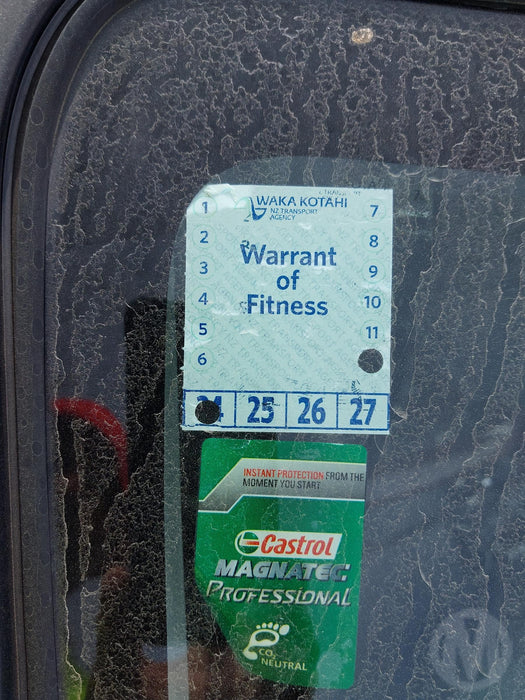 WAKA KOTAHI
NZ TRANSPORT
AGENCY
1
2
3
4
5
6
7
8
9
10
11
Warrant
of
Fitness
25 26 27
INSTANT PROTECTION FROM THE
MOMENT YOU START
Castrol
MAGNATEC
PROFESSIONAL
CO2
NEUTRAL